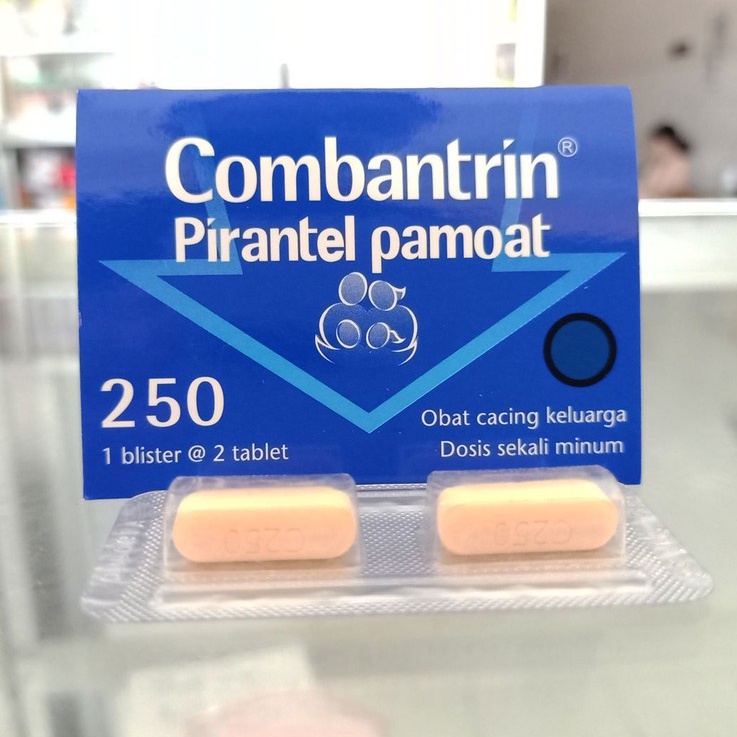 Combantrin®
Pirantel pamoat
250
1 blister @ 2 tablet
Obat cacing keluarga
Dosis sekali minum
C250
C250